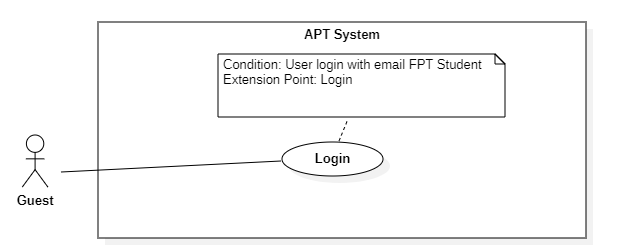 APT System
Condition: User login with email FPT Student
Extension Point: Login
Login
Guest